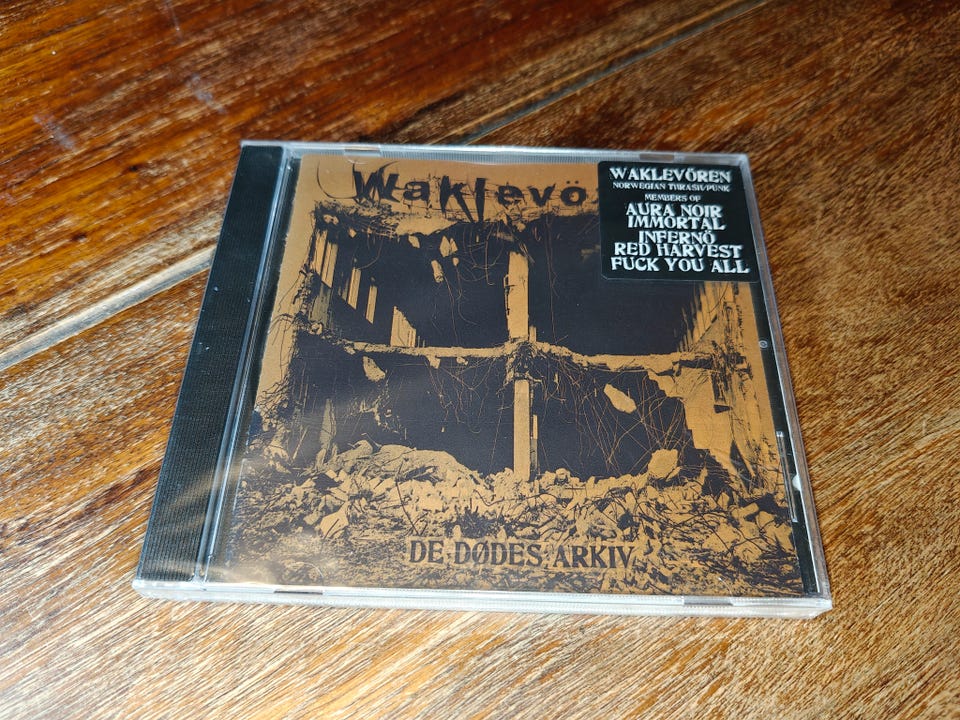 Waklevö
WAKLEVÖREN
NORWEGIAN THRASH/PUNK
MEMBERS OF
AURA NOIR
IMMORTAL
INFERNÖ
RED HARVEST
FUCK YOU ALL
DE DØDES ARKIV